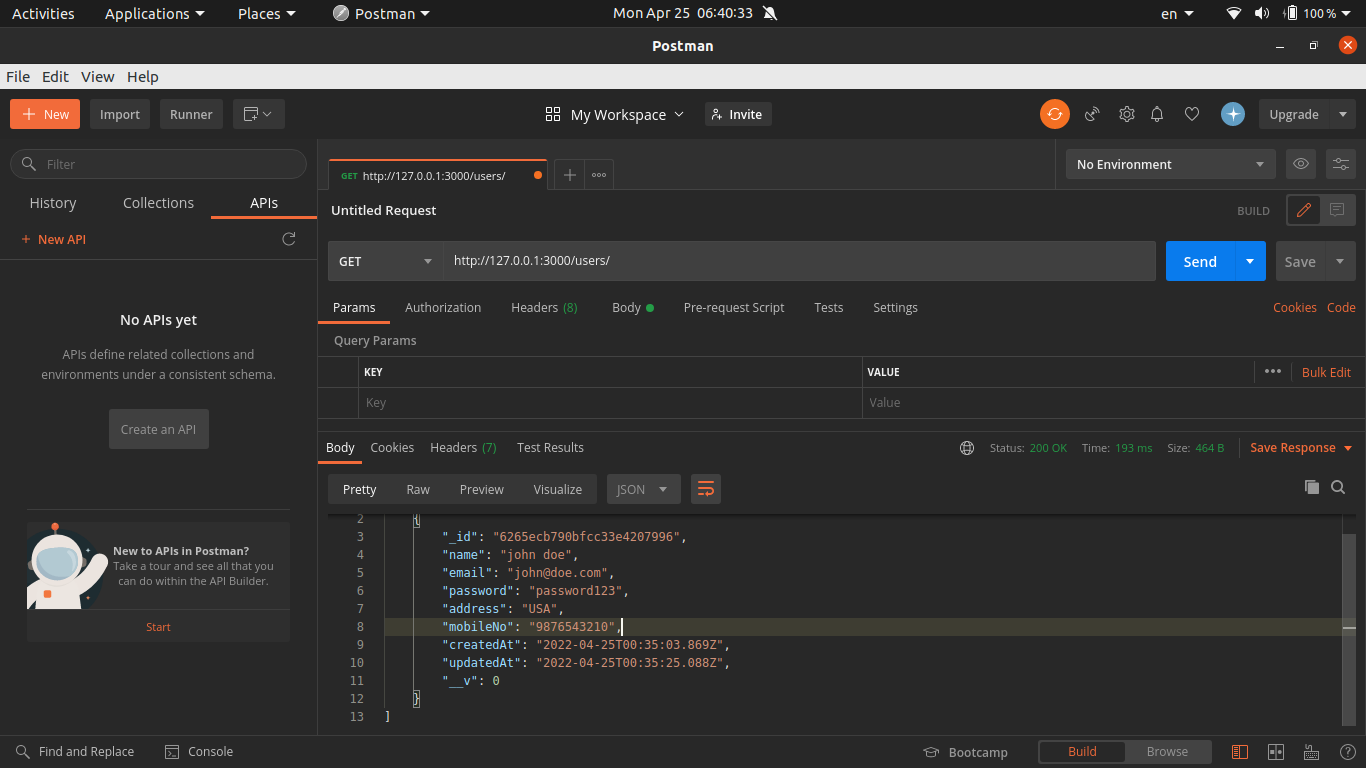 Activities Applications Places Postman Mon Apr 25 06:40:33 en 100 %
Postman
File Edit View Help
New Import Runner My Workspace Invite Upgrade
Filter
GET http://127.0.0.1:3000/users/ No Environment
History Collections APIs
Untitled Request BUILD
+ New API
GET http://127.0.0.1:3000/users/ Send Save
Params Authorization Headers (8) Body Pre-request Script Tests Settings Cookies Code
Query Params
KEY VALUE Bulk Edit
Key Value
No APIs yet
APIs define related collections and
environments under a consistent schema.
Create an API
Body Cookies Headers (7) Test Results Status: 200 OK Time: 193 ms Size: 464 B Save Response
Pretty Raw Preview Visualize JSON
2 {
3 "_id": "6265ecb790bfcc33e4207996",
4 "name": "john doe",
5 "email": "john@doe.com",
6 "password": "password123",
7 "address": "USA",
8 "mobileNo": "9876543210",
9 "createdAt": "2022-04-25T00:35:03.869Z",
10 "updatedAt": "2022-04-25T00:35:25.088Z",
11 "__v": 0
12 }
13 ]
New to APIs in Postman?
Take a tour and see all that you
can do within the API Builder.
Start
Find and Replace Console Bootcamp Build Browse